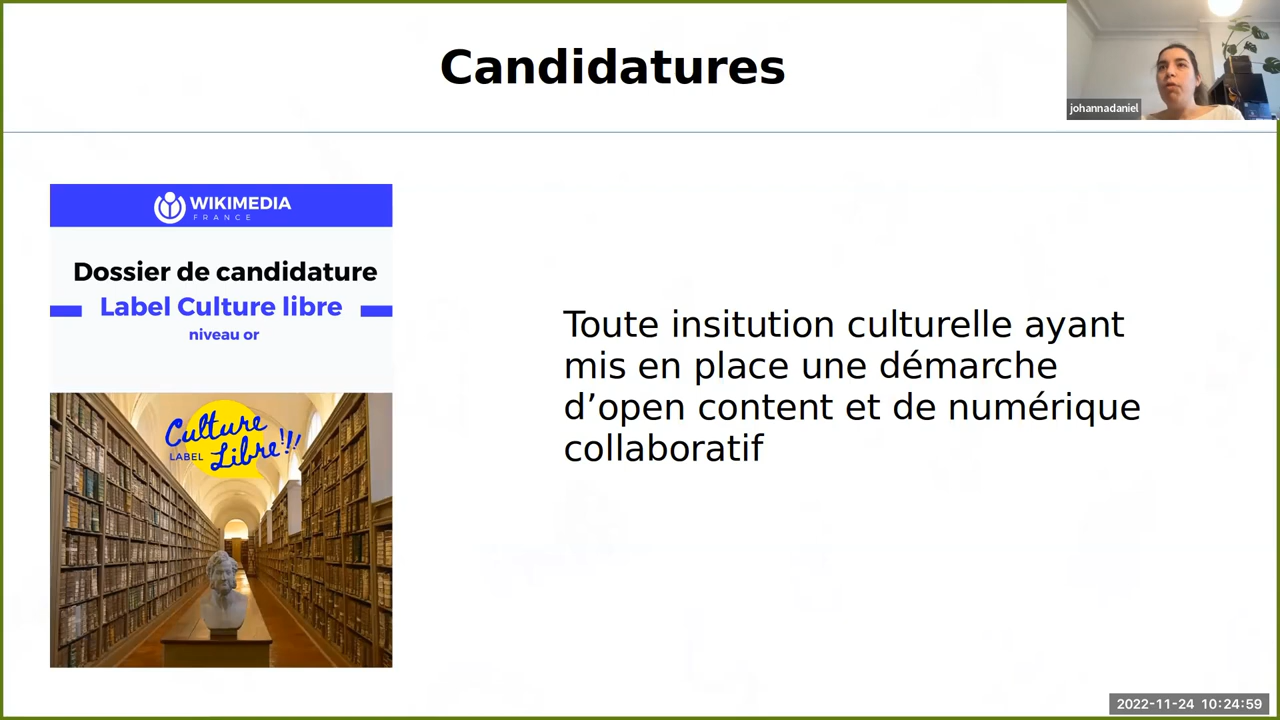 Candidatures
johannadaniel
WIKIMEDIA
FRANCE
Dossier de candidature
Label Culture libre
niveau or
Culture
LABEL Libre!!!
Toute insitution culturelle ayant
mis en place une démarche
d’open content et de numérique
collaboratif
2022-11-24 10:24:59